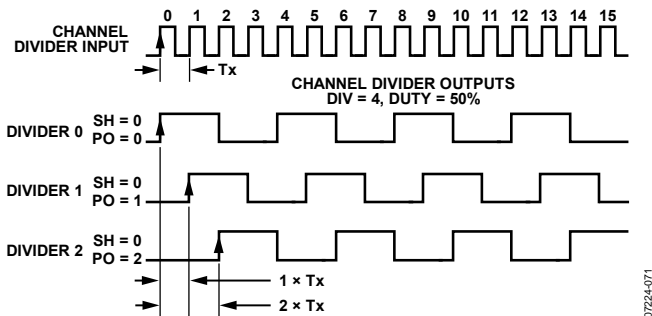 0 1 2 3 4 5 6 7 8 9 10 11 12 13 14 15
CHANNEL
DIVIDER INPUT
Tx
CHANNEL DIVIDER OUTPUTS
DIV = 4, DUTY = 50%
DIVIDER 0
SH = 0
PO = 0
DIVIDER 1
SH = 0
PO = 1
DIVIDER 2
SH = 0
PO = 2
1 × Tx
2 × Tx
07224-071